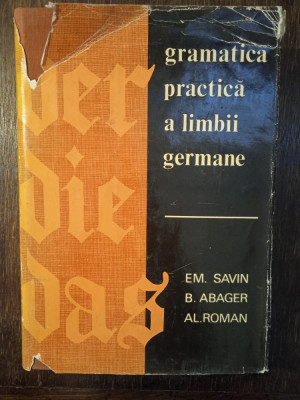 der
die
das
gramatica
practică
a limbii
germane
EM. SAVIN
B. ABAGER
AL. ROMAN